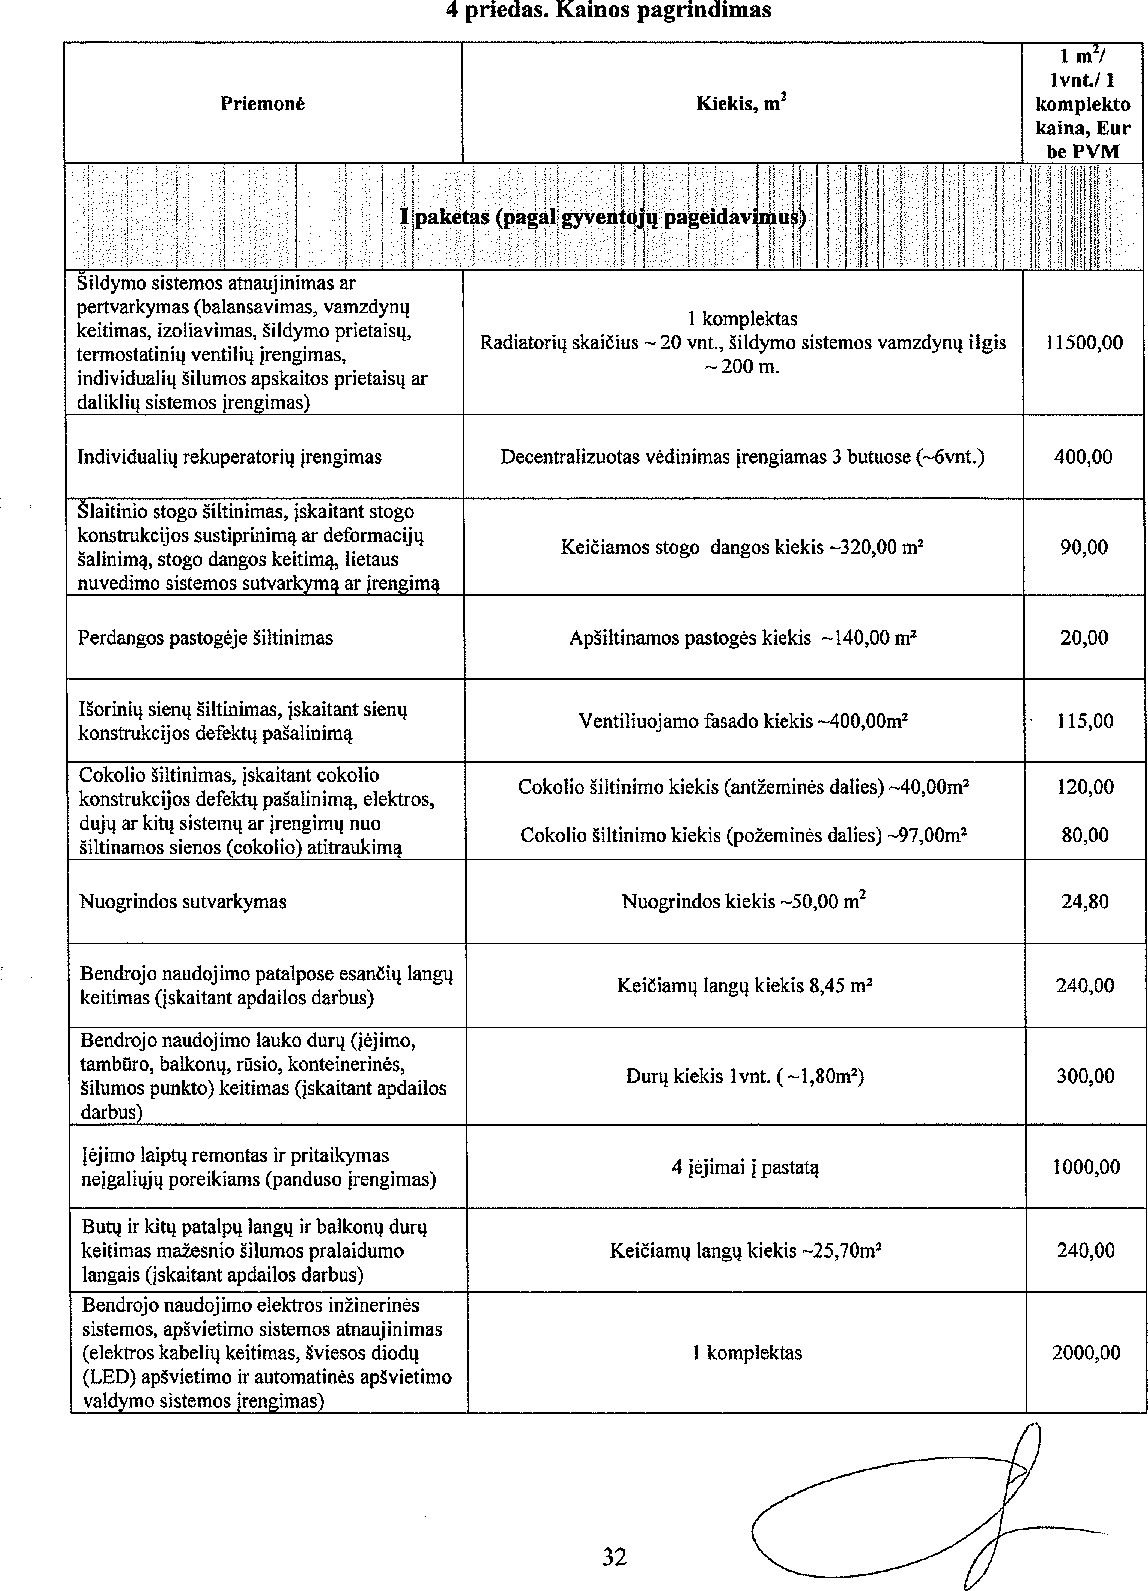 4 priedas. Kainos pagrindimas
Priemonė
Kiekis, m²
1 m²/
1vnt./ 1
komplekto
kaina, Eur
be PVM
I paketas (pagal gyventojų pageidavimus)
Šildymo sistemos atnaujinimas ar
pertvarkymas (balansavimas, vamzdynų
keitimas, izoliavimas, šildymo prietaisų,
termostatinių ventilių įrengimas,
individualių šilumos apskaitos prietaisų ar
daliklių sistemos įrengimas)
1 komplektas
Radiatorių skaičius ~ 20 vnt., šildymo sistemos vamzdynų ilgis
~ 200 m.
11500,00
Individualių rekuperatorių įrengimas
Decentralizuotas vėdinimas įrengiamas 3 butuose (~6vnt.)
400,00
Šlaitinio stogo šiltinimas, įskaitant stogo
konstrukcijos sustiprinimą ar deformacijų
šalinimą, stogo dangos keitimą, lietaus
nuvedimo sistemos sutvarkymą ar įrengimą
Keičiamos stogo dangos kiekis ~320,00 m²
90,00
Perdangos pastogėje šiltinimas
Apšiltinamos pastogės kiekis ~140,00 m²
20,00
Išorinių sienų šiltinimas, įskaitant sienų
konstrukcijos defektų pašalinimą
Ventiliuojamo fasado kiekis ~400,00m²
115,00
Cokolio šiltinimas, įskaitant cokolio
konstrukcijos defektų pašalinimą, elektros,
dujų ar kitų sistemų ar įrengimų nuo
šiltinamos sienos (cokolio) atitraukimą
Cokolio šiltinimo kiekis (antžeminės dalies) ~40,00m²
120,00
Cokolio šiltinimo kiekis (požeminės dalies) ~97,00m²
80,00
Nuogrindos sutvarkymas
Nuogrindos kiekis ~50,00 m²
24,80
Bendrojo naudojimo patalpose esančių langų
keitimas (įskaitant apdailos darbus)
Keičiamų langų kiekis 8,45 m²
240,00
Bendrojo naudojimo lauko durų (įėjimo,
tambūro, balkonų, rūsio, konteinerinės,
šilumos punkto) keitimas (įskaitant apdailos
darbus)
Durų kiekis 1vnt. ( ~1,80m²)
300,00
Įėjimo laiptų remontas ir pritaikymas
neįgaliųjų poreikiams (panduso įrengimas)
4 įėjimai į pastatą
1000,00
Butų ir kitų patalpų langų ir balkonų durų
keitimas mažesnio šilumos pralaidumo
langais (įskaitant apdailos darbus)
Keičiamų langų kiekis ~25,70m²
240,00
Bendrojo naudojimo elektros inžinerinės
sistemos, apšvietimo sistemos atnaujinimas
(elektros kabelių keitimas, šviesos diodų
(LED) apšvietimo ir automatinės apšvietimo
valdymo sistemos įrengimas)
1 komplektas
2000,00
32